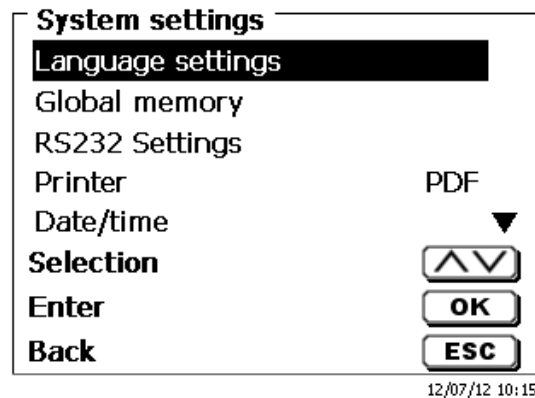 System settings
Language settings
Global memory
RS232 Settings
Printer PDF
Date/time
Selection
Enter OK
Back ESC
12/07/12 10:15